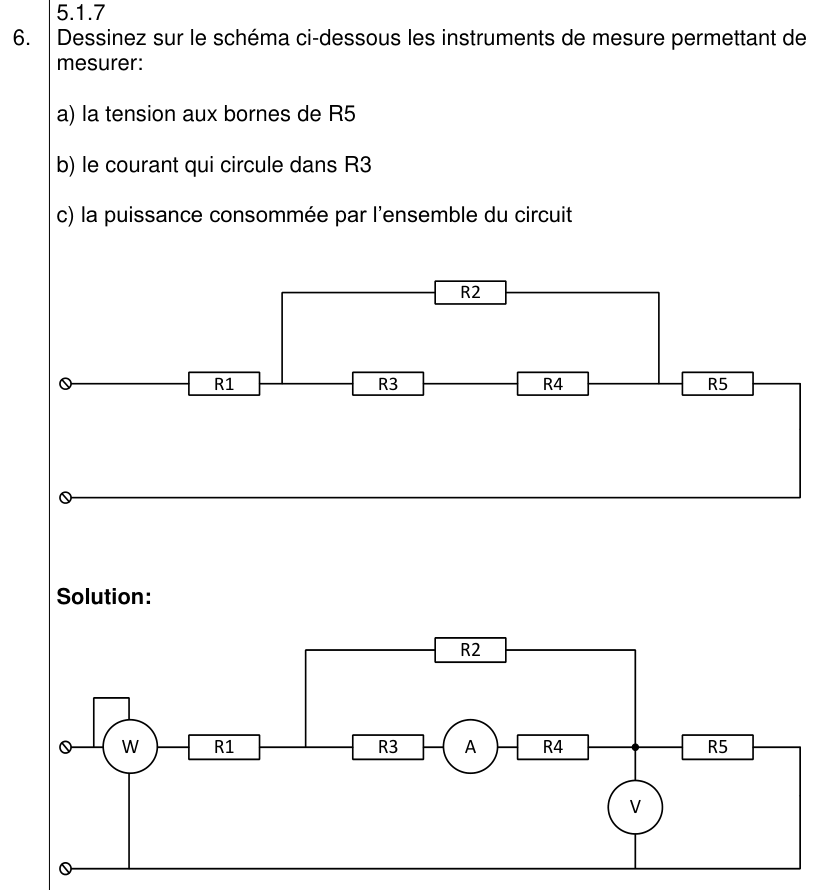 5.1.7
6. Dessinez sur le schéma ci-dessous les instruments de mesure permettant de
mesurer:
a) la tension aux bornes de R5
b) le courant qui circule dans R3
c) la puissance consommée par l'ensemble du circuit
R2
R1 R3 R4 R5
Solution:
R2
W R1 R3 A R4 R5
V